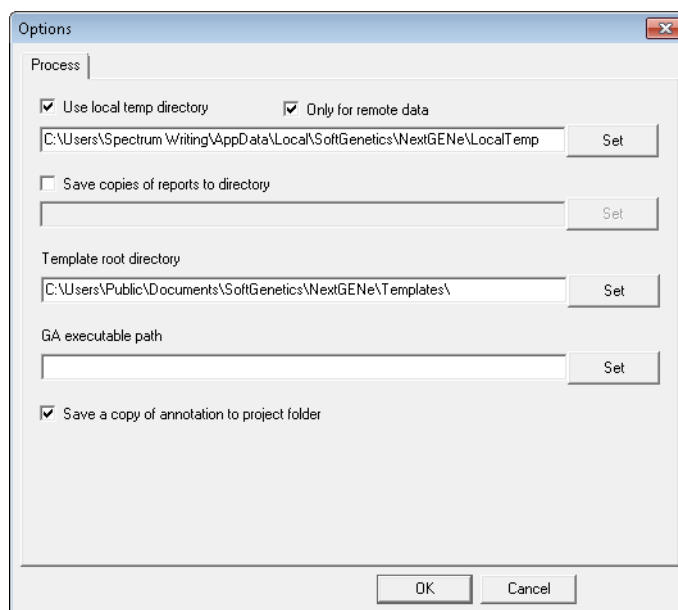 Options
Process
Use local temp directory Only for remote data
C:\Users\Spectrum Writing\AppData\Local\SoftGenetics\NextGENe\LocalTemp Set
Save copies of reports to directory
Set
Template root directory
C:\Users\Public\Documents\SoftGenetics\NextGENe\Templates\ Set
GA executable path
Set
Save a copy of annotation to project folder
OK Cancel